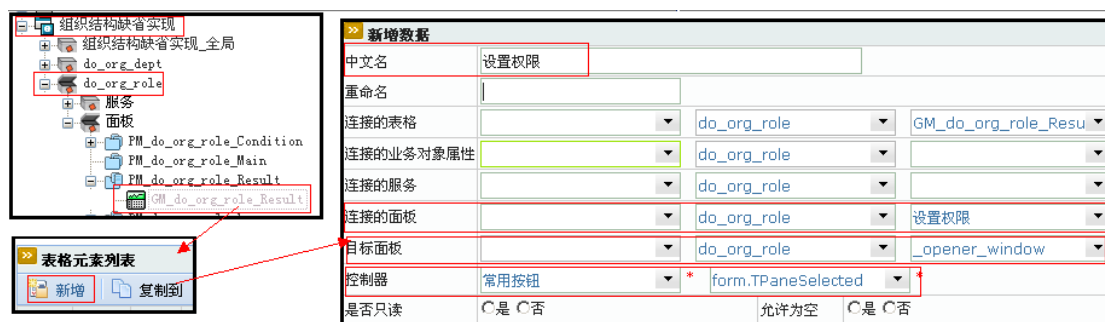 组织结构缺省实现
组织结构缺省实现_全局
do_org_dept
do_org_role
服务
面板
PM_do_org_role_Condition
PM_do_org_role_Main
PM_do_org_role_Result
GM_do_org_role_Result
表格元素列表
新增 复制到
新增数据
中文名 设置权限
重命名
连接的表格 do_org_role GM_do_org_role_Resu
连接的业务对象属性 do_org_role
连接的服务 do_org_role
连接的面板 do_org_role 设置权限
目标面板 do_org_role _opener_window
控制器 常用按钮 * form.TPaneSelected *
是否只读 是 否 允许为空 是 否